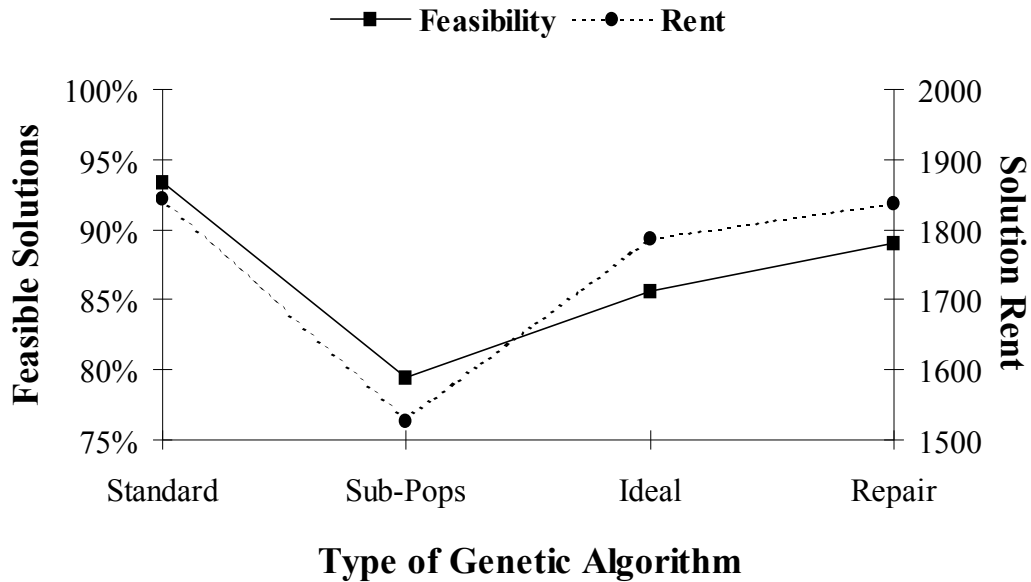 Feasibility Rent
100%
95%
90%
85%
80%
75%
Feasible Solutions
2000
1900
1800
1700
1600
1500
Solution Rent
Standard Sub-Pops Ideal Repair
Type of Genetic Algorithm